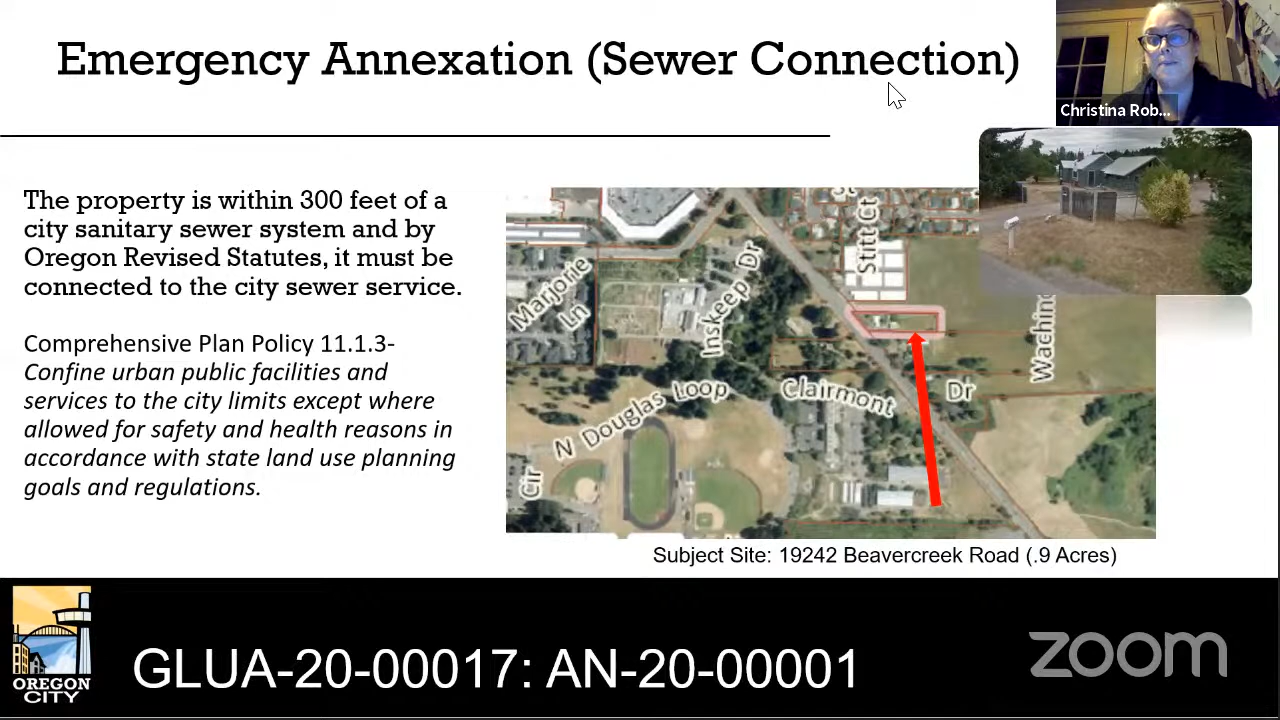 Emergency Annexation (Sewer Connection)
Christina Rob...
The property is within 300 feet of a
city sanitary sewer system and by
Oregon Revised Statutes, it must be
connected to the city sewer service.
Comprehensive Plan Policy 11.1.3-
Confine urban public facilities and
services to the city limits except where
allowed for safety and health reasons in
accordance with state land use planning
goals and regulations.
Marjorie
Ln
Inskeep Dr
Stitt Ct
N Douglas Loop
Clairmont Dr
Cir
Subject Site: 19242 Beavercreek Road (.9 Acres)
OREGON
CITY
GLUA-20-00017: AN-20-00001
zoom